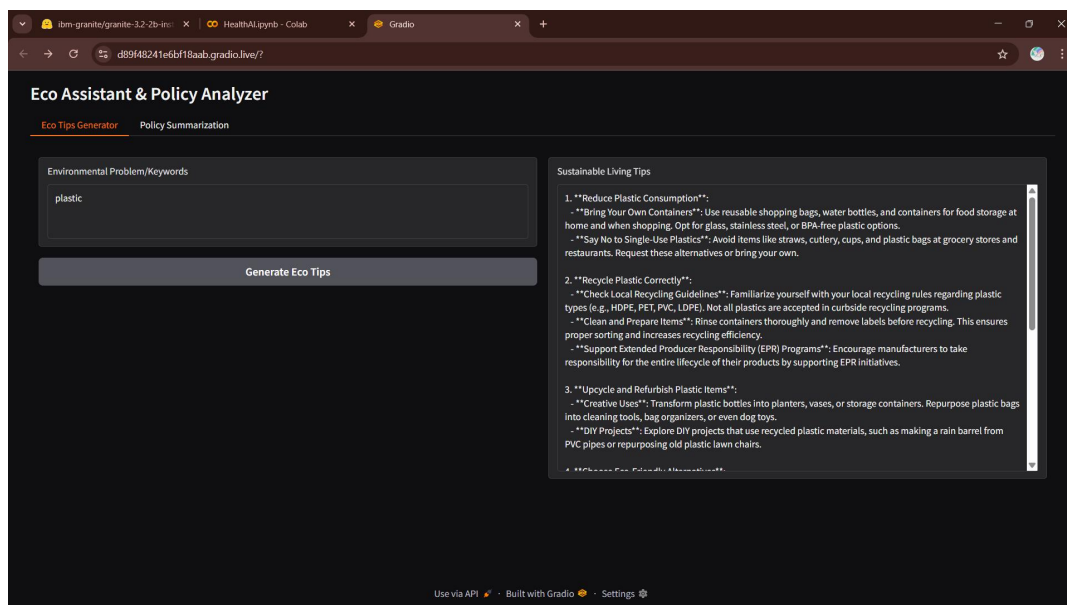 ibm-granite/granite-3.2-2b-ins
HealthAI.ipynb - Colab
Gradio
d89f48241e6bf18aab.gradio.live/?
Eco Assistant & Policy Analyzer
Eco Tips Generator
Policy Summarization
Environmental Problem/Keywords
plastic
Generate Eco Tips
Sustainable Living Tips
1. **Reduce Plastic Consumption**:
- **Bring Your Own Containers**: Use reusable shopping bags, water bottles, and containers for food storage at
home and when shopping. Opt for glass, stainless steel, or BPA-free plastic options.
- **Say No to Single-Use Plastics**: Avoid items like straws, cutlery, cups, and plastic bags at grocery stores and
restaurants. Request these alternatives or bring your own.
2. **Recycle Plastic Correctly**:
- **Check Local Recycling Guidelines**: Familiarize yourself with your local recycling rules regarding plastic
types (e.g., HDPE, PET, PVC, LDPE). Not all plastics are accepted in curbside recycling programs.
- **Clean and Prepare Items**: Rinse containers thoroughly and remove labels before recycling. This ensures
proper sorting and increases recycling efficiency.
- **Support Extended Producer Responsibility (EPR) Programs**: Encourage manufacturers to take
responsibility for the entire lifecycle of their products by supporting EPR initiatives.
3. **Upcycle and Refurbish Plastic Items**:
- **Creative Uses**: Transform plastic bottles into planters, vases, or storage containers. Repurpose plastic bags
into cleaning tools, bag organizers, or even dog toys.
- **DIY Projects**: Explore DIY projects that use recycled plastic materials, such as making a rain barrel from
PVC pipes or repurposing old plastic lawn chairs.
4. **Choose Eco-Friendly Alternatives**:
Use via API · Built with Gradio · Settings